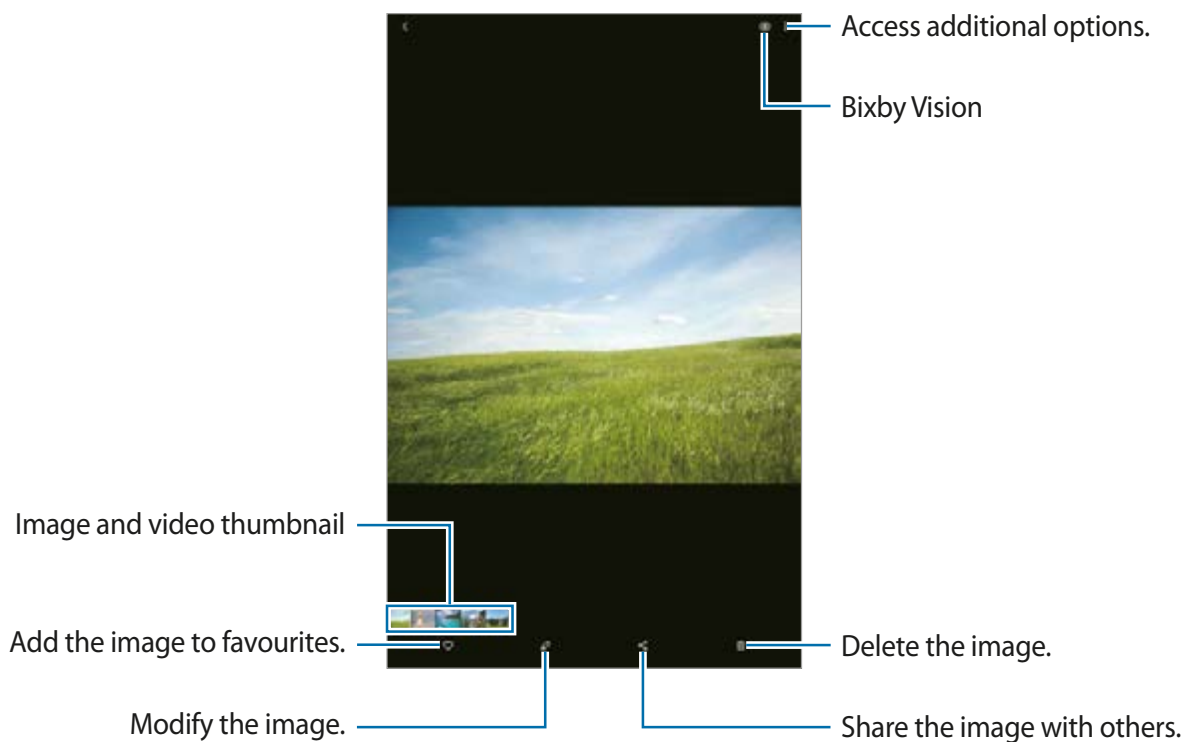 Access additional options.
Bixby Vision
Image and video thumbnail
Add the image to favourites.
Delete the image.
Modify the image.
Share the image with others.